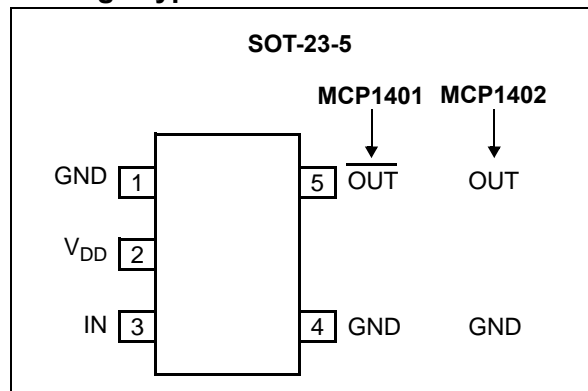 SOT-23-5
MCP1401 MCP1402
GND 1 5 OUT OUT
VDD 2
IN 3 4 GND GND